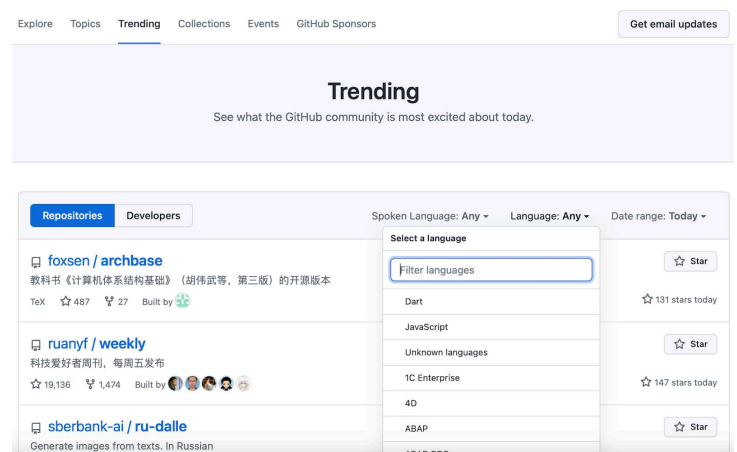 Explore Topics Trending Collections Events GitHub Sponsors Get email updates
Trending
See what the GitHub community is most excited about today.
Repositories Developers Spoken Language: Any Language: Any Date range: Today
Select a language
Filter languages
Dart
JavaScript
Unknown languages
1C Enterprise
4D
ABAP
foxsen / archbase
Star
教科书《计算机体系结构基础》（胡伟武等，第三版）的开源版本
TeX 487 27 Built by 131 stars today
ruanyf / weekly
Star
科技爱好者周刊，每周五发布
19,136 1,474 Built by 147 stars today
sberbank-ai / ru-dalle
Star
Generate images from texts. In Russian